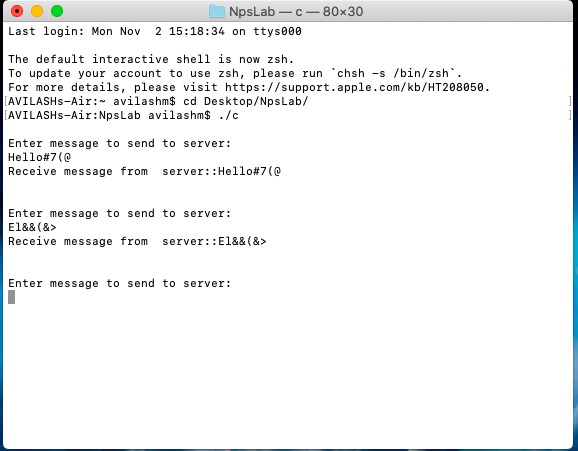 NpsLab — c — 80×30
Last login: Mon Nov  2 15:18:34 on ttys000
The default interactive shell is now zsh.
To update your account to use zsh, please run `chsh -s /bin/zsh`.
For more details, please visit https://support.apple.com/kb/HT208050.
[AVILASHs-Air:~ avilashm$ cd Desktop/NpsLab/ ]
[AVILASHs-Air:NpsLab avilashm$ ./c ]
Enter message to send to server:
Hello#7(@
Receive message from  server::Hello#7(@
Enter message to send to server:
El&&(&>
Receive message from  server::El&&(&>
Enter message to send to server: